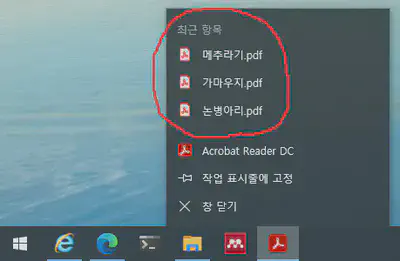 최근 항목
메추라기.pdf
가마우지.pdf
논병아리.pdf
Acrobat Reader DC
작업 표시줄에 고정
창 닫기